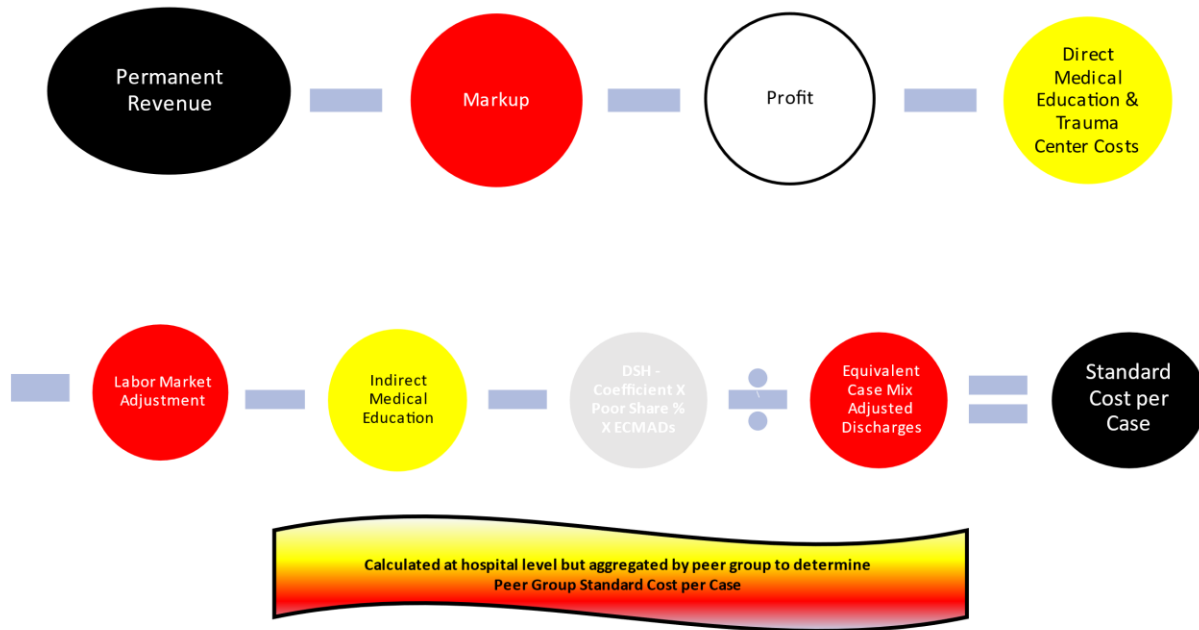 Permanent
Revenue
Markup
Profit
Direct
Medical
Education &
Trauma
Center Costs
Labor Market
Adjustment
Indirect
Medical
Education
DSH -
Coefficient X
Poor Share %
X ECMADs
Equivalent
Case Mix
Adjusted
Discharges
Standard
Cost per
Case
Calculated at hospital level but aggregated by peer group to determine
Peer Group Standard Cost per Case